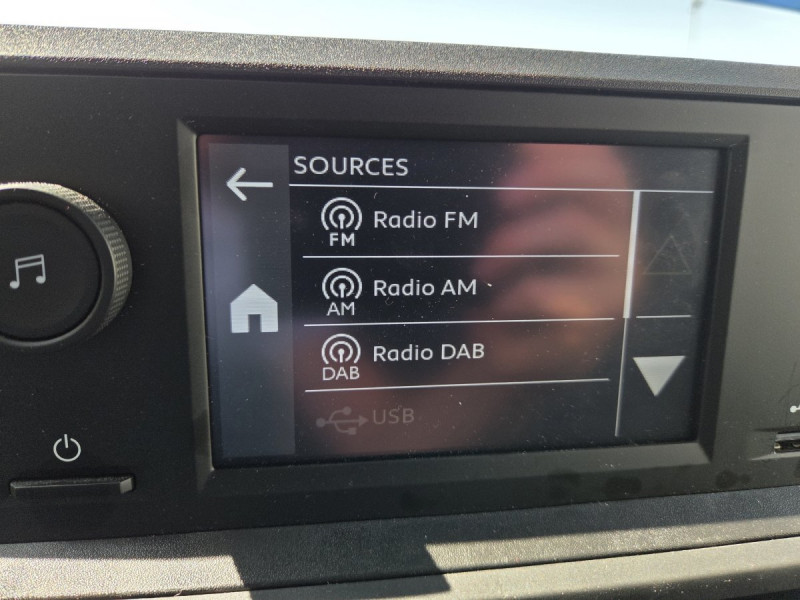 SOURCES
FM Radio FM
AM Radio AM
DAB Radio DAB
USB